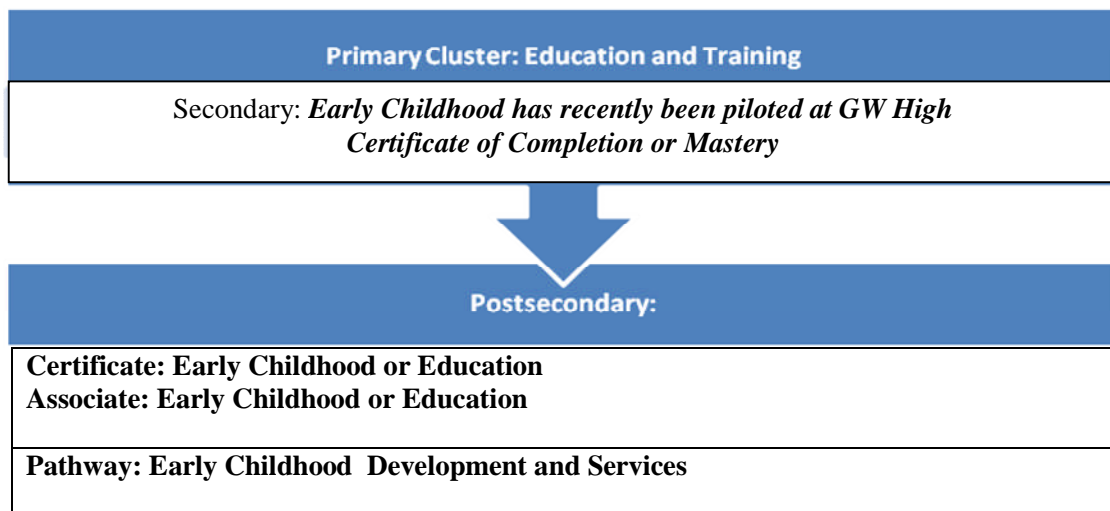 Primary Cluster: Education and Training
Secondary: Early Childhood has recently been piloted at GW High
Certificate of Completion or Mastery
Postsecondary:
Certificate: Early Childhood or Education
Associate: Early Childhood or Education
Pathway: Early Childhood  Development and Services